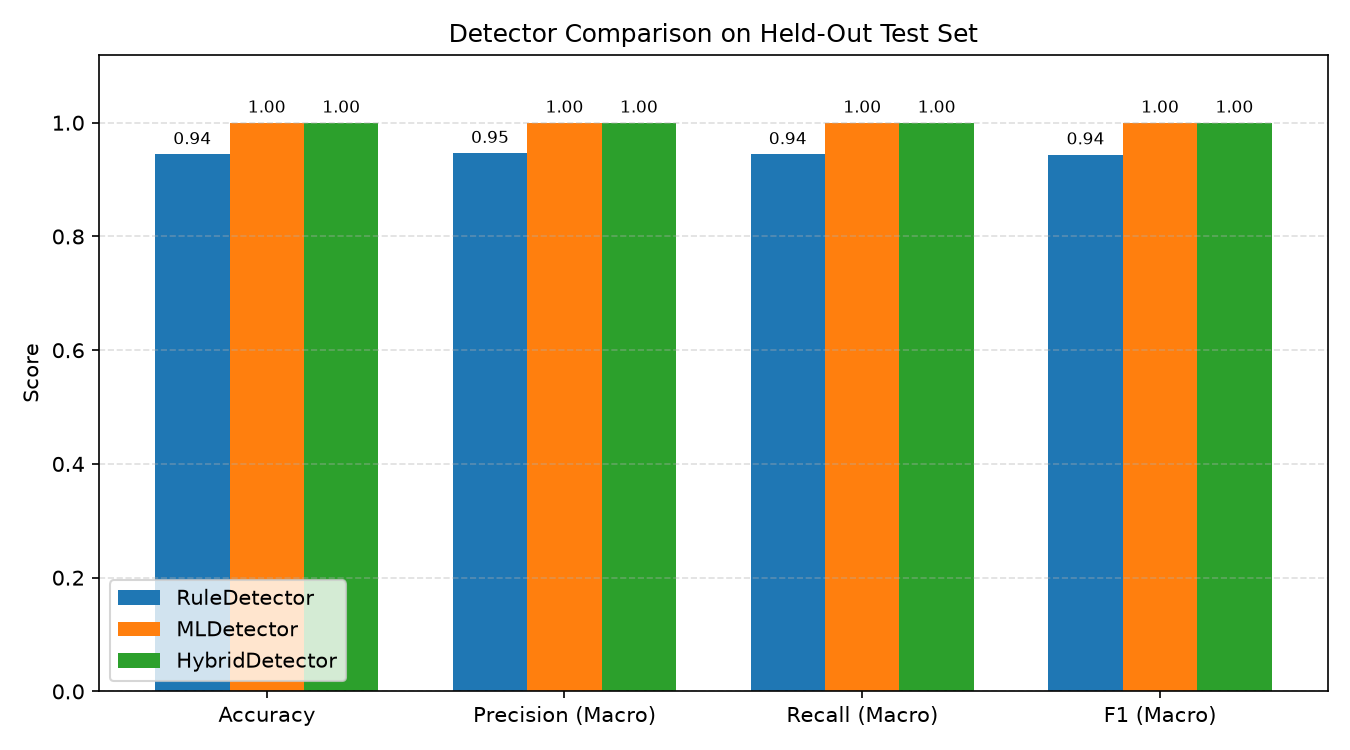 Detector Comparison on Held-Out Test Set
Score
1.0
0.8
0.6
0.4
0.2
0.0
0.94 1.00 1.00
0.95 1.00 1.00
0.94 1.00 1.00
0.94 1.00 1.00
RuleDetector
MLDetector
HybridDetector
Accuracy Precision (Macro) Recall (Macro) F1 (Macro)